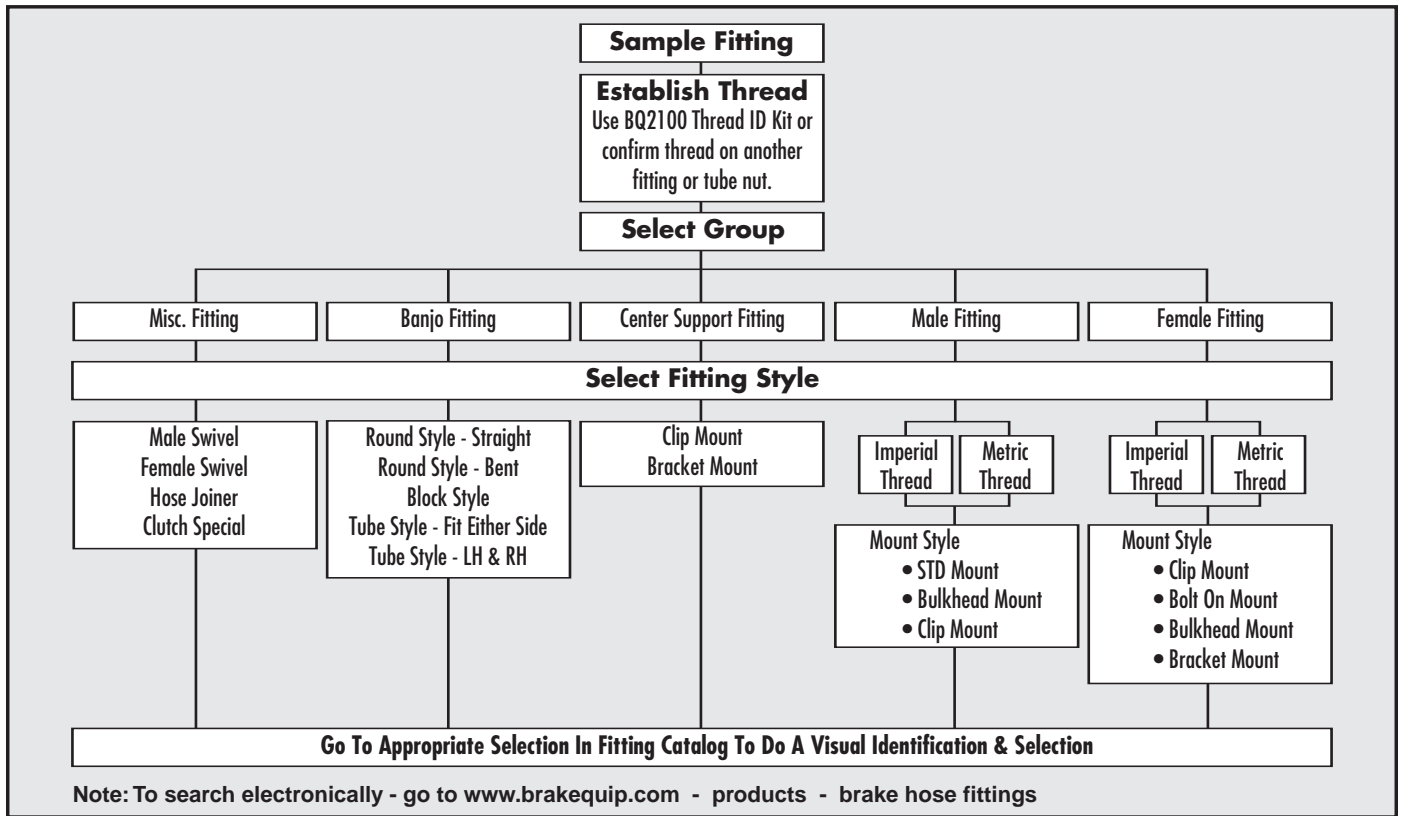 Sample Fitting
Establish Thread
Use BQ2100 Thread ID Kit or
confirm thread on another
fitting or tube nut.
Select Group
Misc. Fitting
Banjo Fitting
Center Support Fitting
Male Fitting
Female Fitting
Select Fitting Style
Male Swivel
Female Swivel
Hose Joiner
Clutch Special
Round Style - Straight
Round Style - Bent
Block Style
Tube Style - Fit Either Side
Tube Style - LH & RH
Clip Mount
Bracket Mount
Imperial
Thread
Metric
Thread
Mount Style
• STD Mount
• Bulkhead Mount
• Clip Mount
Imperial
Thread
Metric
Thread
Mount Style
• Clip Mount
• Bolt On Mount
• Bulkhead Mount
• Bracket Mount
Go To Appropriate Selection In Fitting Catalog To Do A Visual Identification & Selection
Note: To search electronically - go to www.brakequip.com - products - brake hose fittings